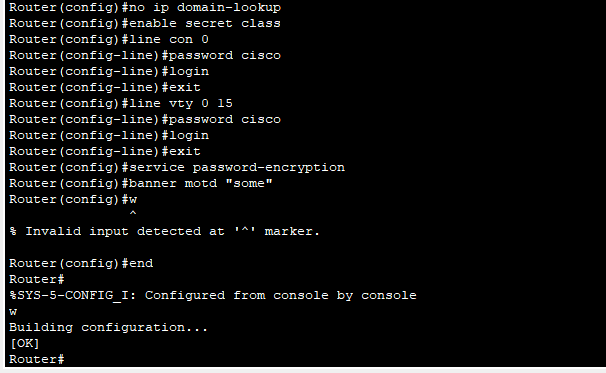 Router(config)#no ip domain-lookup
Router(config)#enable secret class
Router(config)#line con 0
Router(config-line)#password cisco
Router(config-line)#login
Router(config-line)#exit
Router(config)#line vty 0 15
Router(config-line)#password cisco
Router(config-line)#login
Router(config-line)#exit
Router(config)#service password-encryption
Router(config)#banner motd "some"
Router(config)#w
^
% Invalid input detected at '^' marker.
Router(config)#end
Router#
%SYS-5-CONFIG_I: Configured from console by console
w
Building configuration...
[OK]
Router#